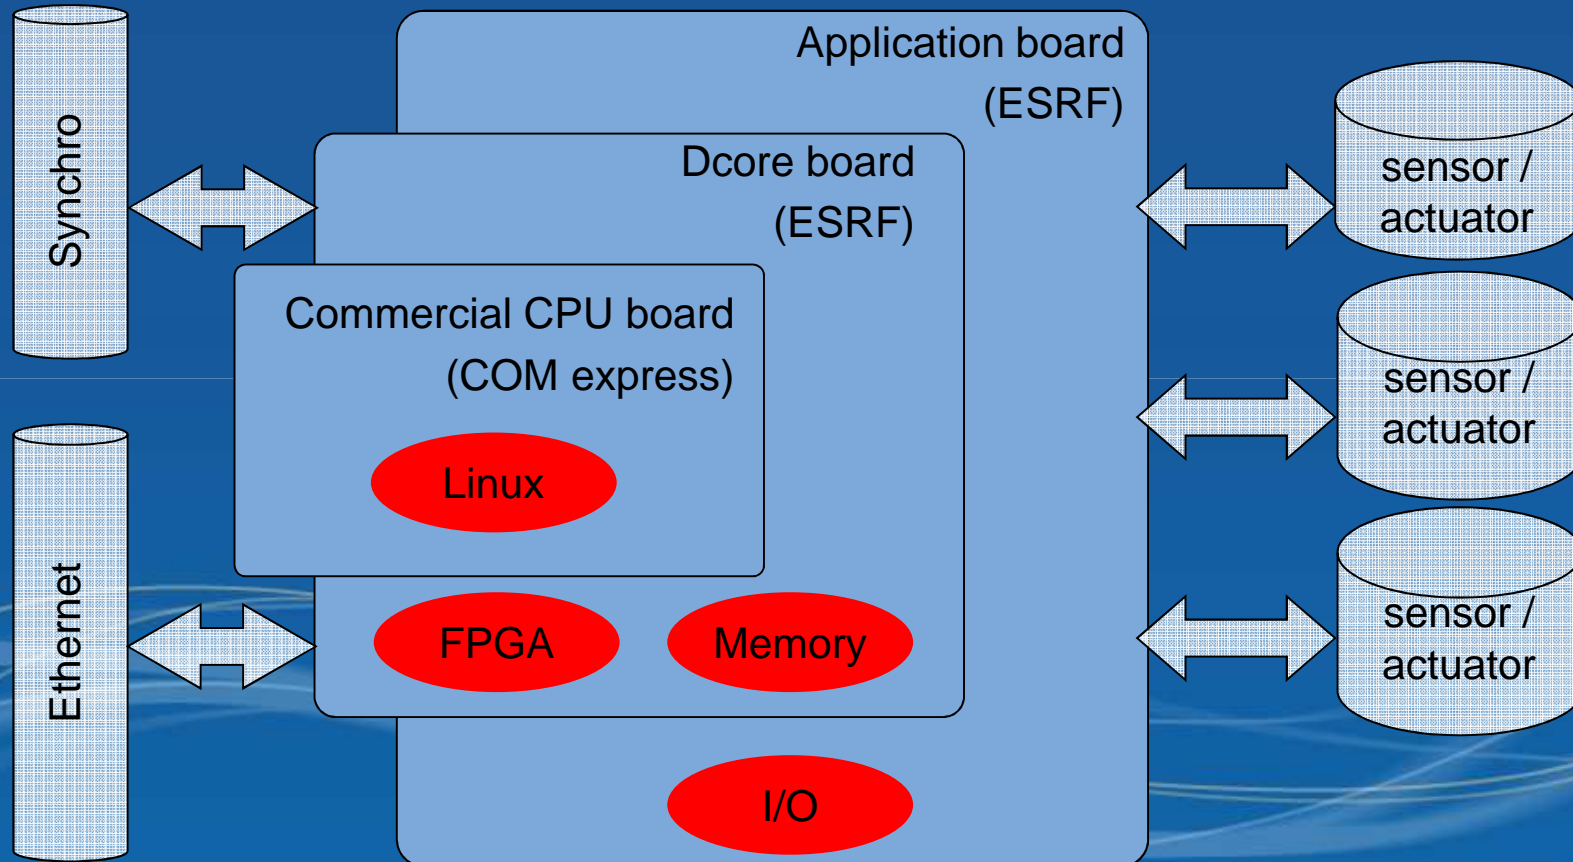 Application board
(ESRF)
Synchro
Dcore board
(ESRF)
sensor /
actuator
Commercial CPU board
(COM express)
sensor /
actuator
Linux
Ethernet
FPGA
Memory
sensor /
actuator
I/O